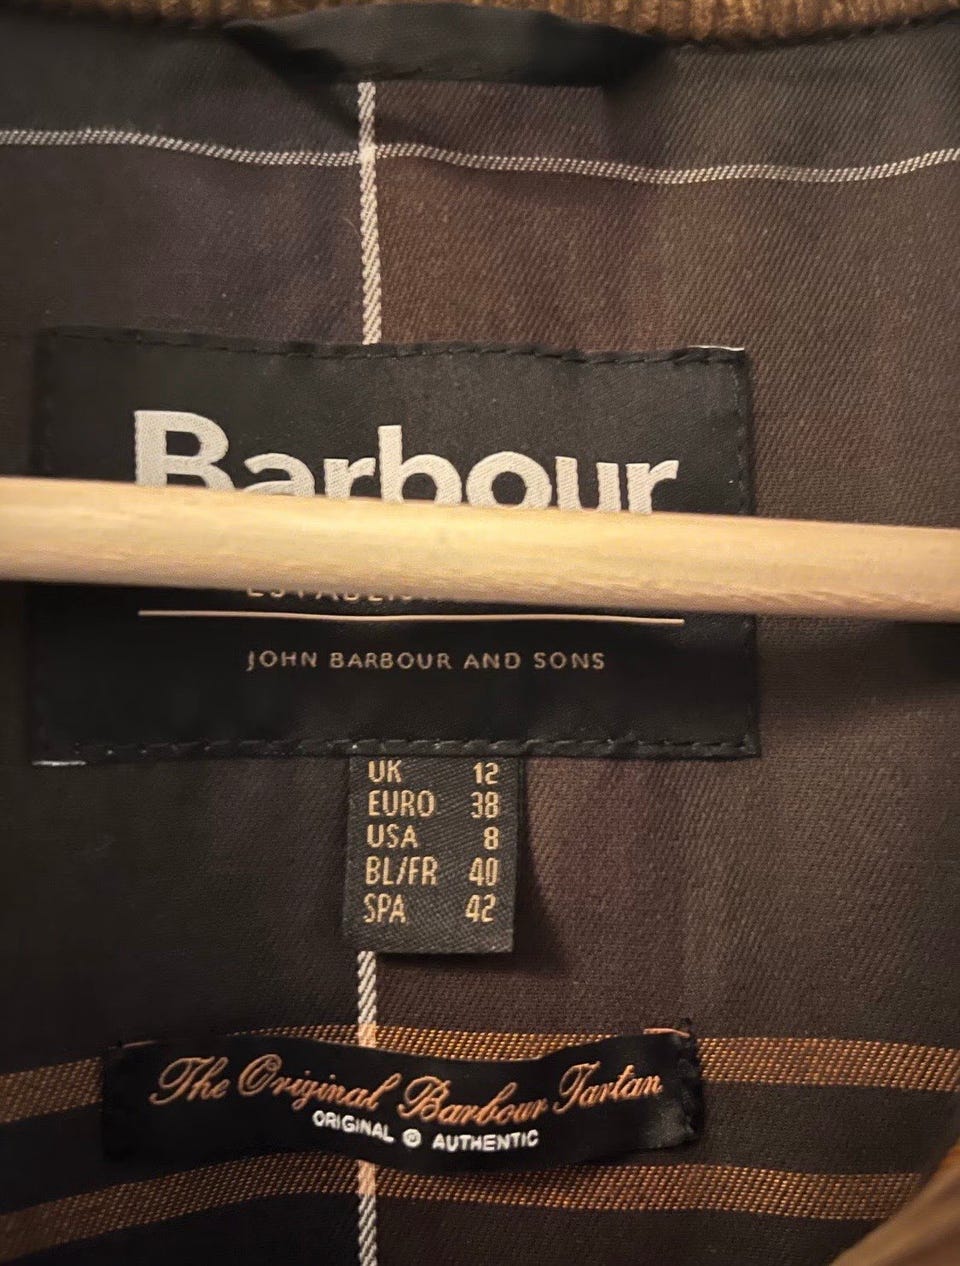 Barbour
JOHN BARBOUR AND SONS
UK 12
EURO 38
USA 8
BL/FR 40
SPA 42
The Original Barbour Tartan
ORIGINAL ® AUTHENTIC